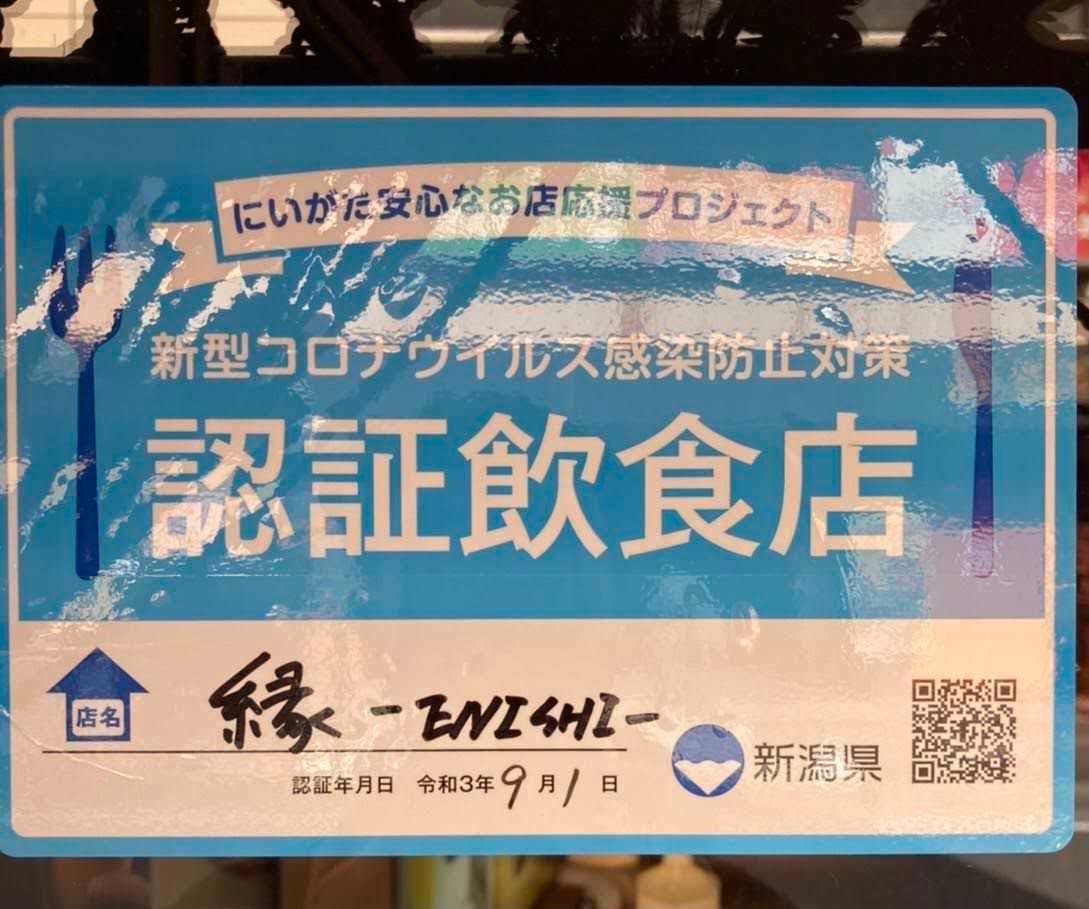 にいがた安心なお店応援プロジェクト
新型コロナウイルス感染防止対策
認証飲食店
店名
縁 -ENISHI-
認証年月日 令和3年9月1日
新潟県